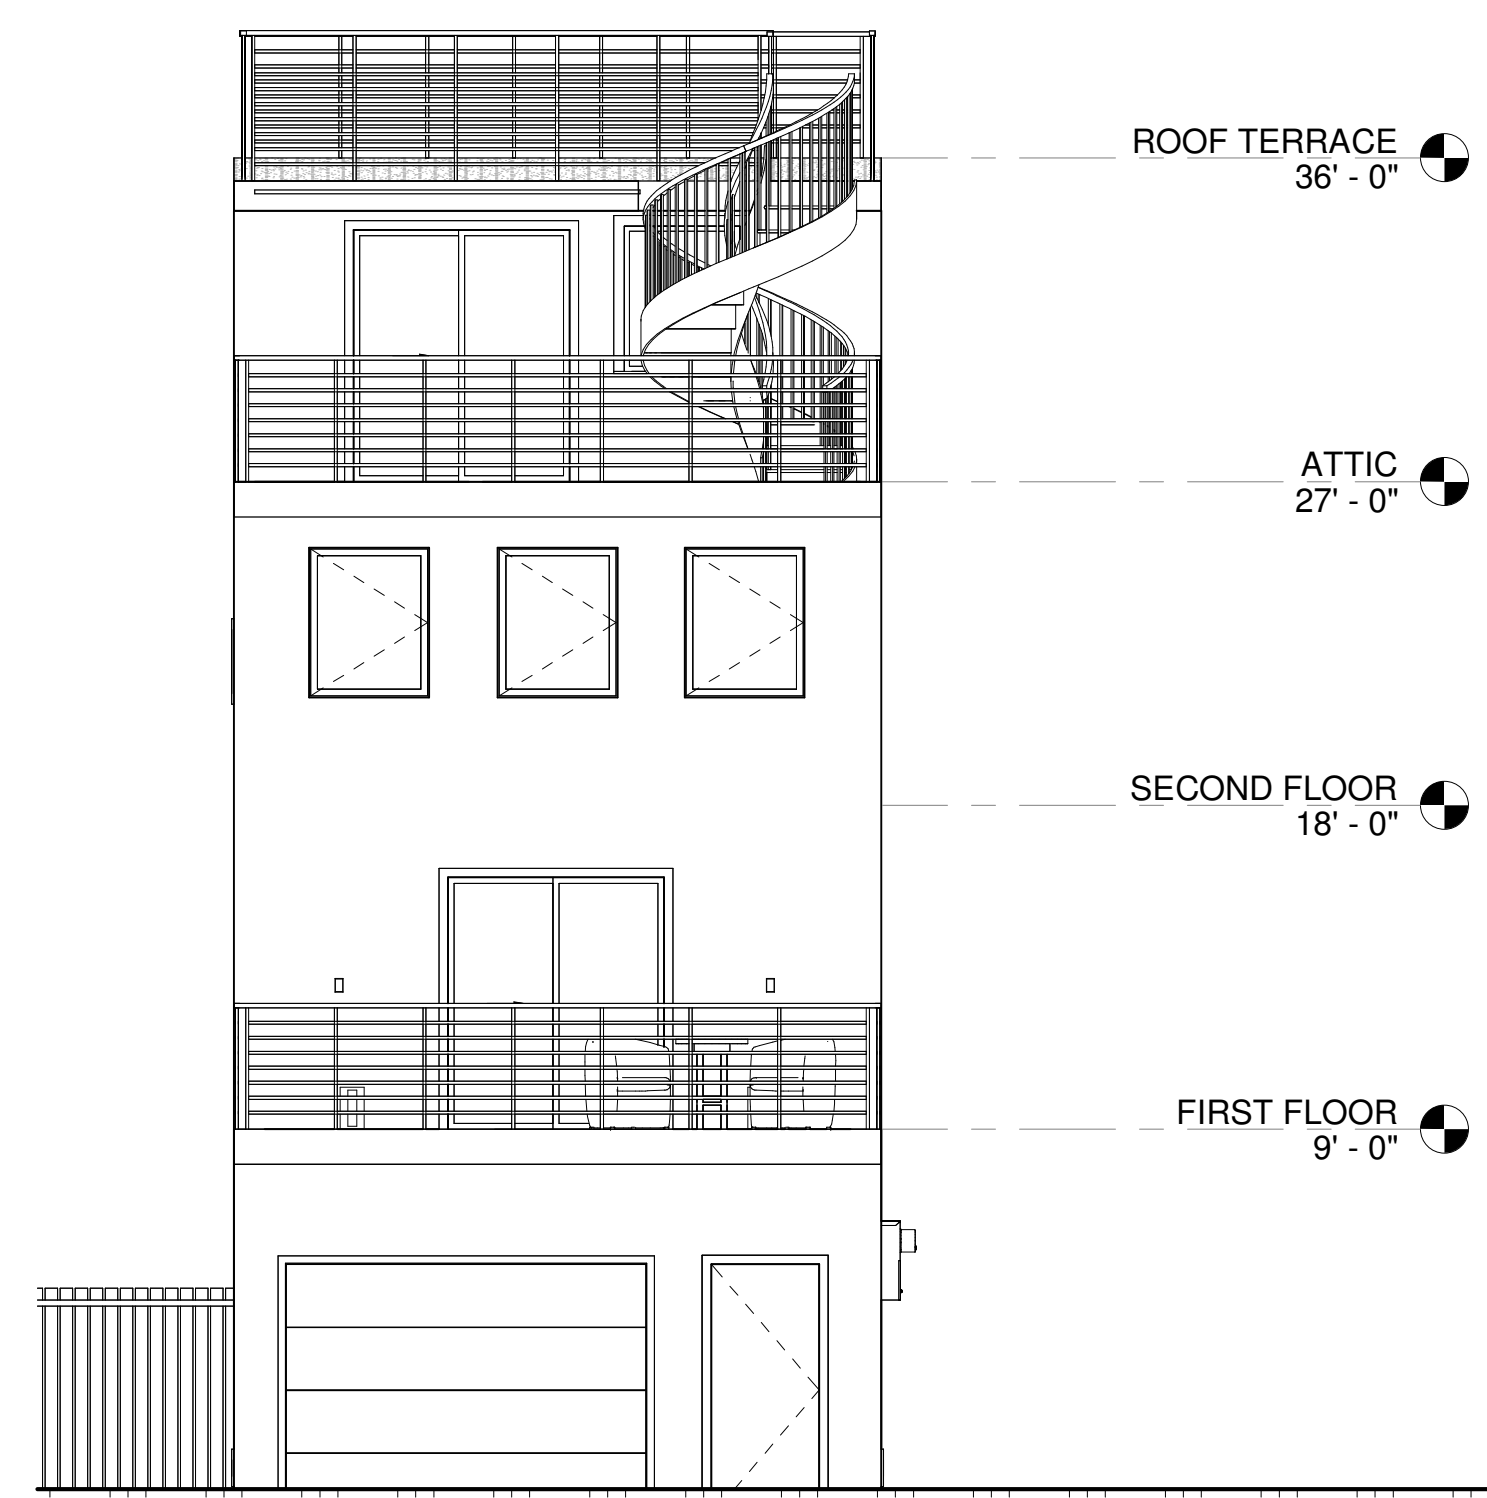 ROOF TERRACE
36' - 0"
ATTIC
27' - 0"
SECOND FLOOR
18' - 0"
FIRST FLOOR
9' - 0"